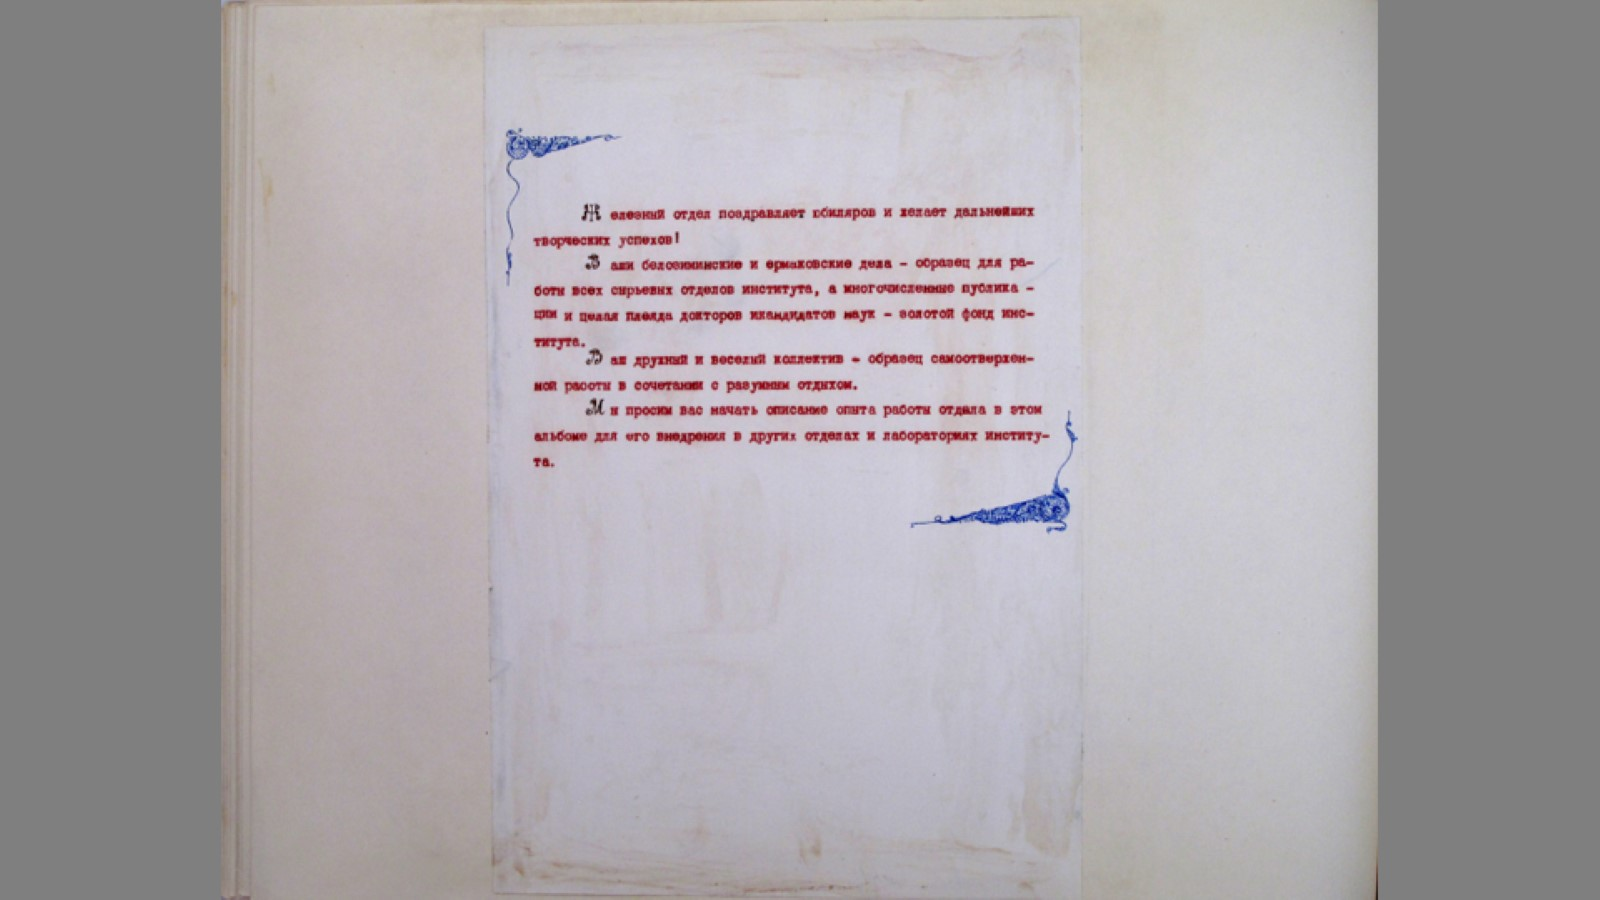 Железный отдел поздравляет юбиляров и желает дальнейших
творческих успехов!
Ваши белозиминские и ермаковские дела - образец для ра-
боты всех сырьевых отделов института, а многочисленные публика -
ции и целая плеяда докторов икандидатов наук - золотой фонд инс-
титута.
Ваш дружный и веселый коллектив - образец самоотвержен-
ной работы в сочетании с разумным отдыхом.
Мы просим вас начать описание опыта работы отдела в этом
альбоме для его внедрения в других отделах и лабораториях институ-
та.